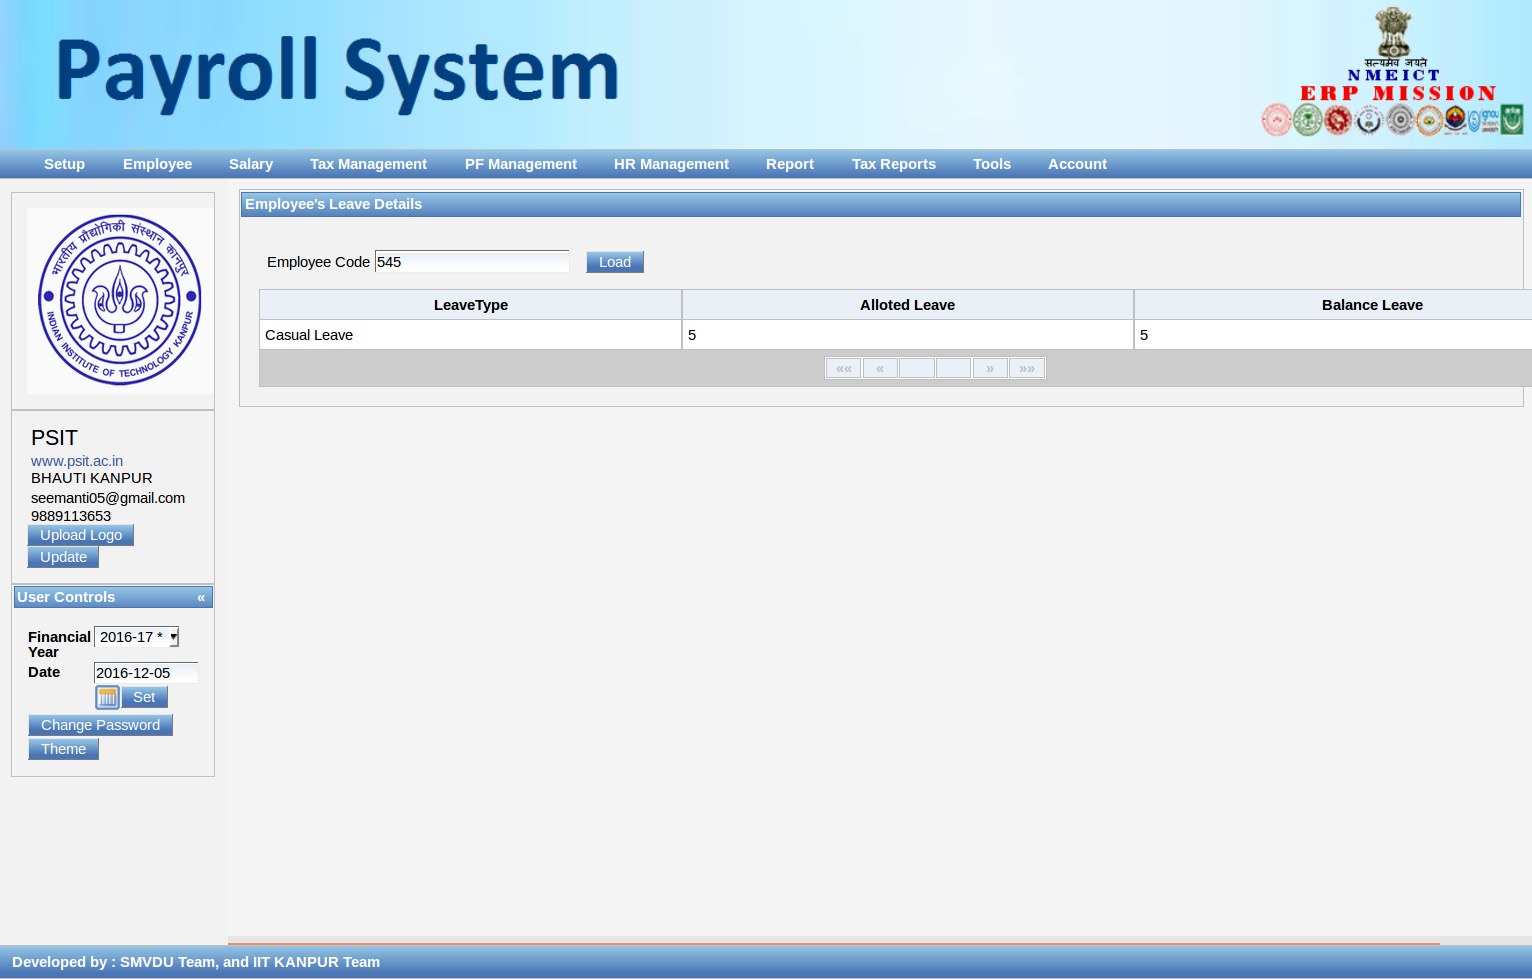 Payroll System
सत्यमेव जयते
NMEICT
ERP MISSION
Setup Employee Salary Tax Management PF Management HR Management Report Tax Reports Tools Account
भारतीय प्रौद्योगिकी संस्थान कानपुर
INDIAN INSTITUTE OF TECHNOLOGY KANPUR
PSIT
www.psit.ac.in
BHAUTI KANPUR
seemanti05@gmail.com
9889113653
Upload Logo
Update
User Controls «
Financial Year 2016-17 *
Date 2016-12-05
Set
Change Password
Theme
Employee's Leave Details
Employee Code 545 Load
LeaveType Alloted Leave Balance Leave
Casual Leave 5 5
«« « » »»
Developed by : SMVDU Team, and IIT KANPUR Team